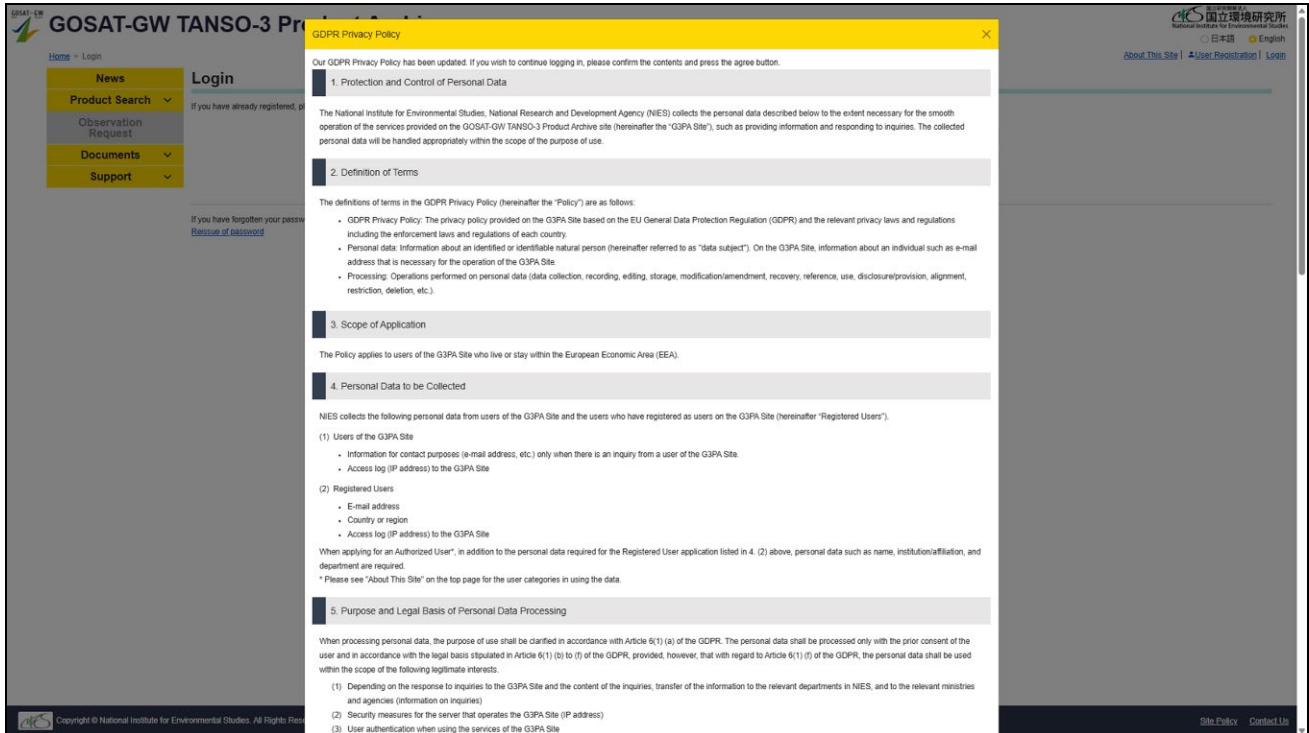 GOSAT-GW
GOSAT-GW TANSO-3 Pr
国立研究開発法人
国立環境研究所
National Institute for Environmental Studies
日本語 English
Home > Login
About This Site | User Registration | Login
News
Product Search
Observation
Request
Documents
Support
Login
If you have already registered, pl
If you have forgotten your passw
Reissue of password
GDPR Privacy Policy
Our GDPR Privacy Policy has been updated. If you wish to continue logging in, please confirm the contents and press the agree button.
1. Protection and Control of Personal Data
The National Institute for Environmental Studies, National Research and Development Agency (NIES) collects the personal data described below to the extent necessary for the smooth
operation of the services provided on the GOSAT-GW TANSO-3 Product Archive site (hereinafter the "G3PA Site"), such as providing information and responding to inquiries. The collected
personal data will be handled appropriately within the scope of the purpose of use.
2. Definition of Terms
The definitions of terms in the GDPR Privacy Policy (hereinafter the "Policy") are as follows:
• GDPR Privacy Policy: The privacy policy provided on the G3PA Site based on the EU General Data Protection Regulation (GDPR) and the relevant privacy laws and regulations
including the enforcement laws and regulations of each country.
• Personal data: Information about an identified or identifiable natural person (hereinafter referred to as "data subject"). On the G3PA Site, information about an individual such as e-mail
address that is necessary for the operation of the G3PA Site.
• Processing: Operations performed on personal data (data collection, recording, editing, storage, modification/amendment, recovery, reference, use, disclosure/provision, alignment,
restriction, deletion, etc.).
3. Scope of Application
The Policy applies to users of the G3PA Site who live or stay within the European Economic Area (EEA).
4. Personal Data to be Collected
NIES collects the following personal data from users of the G3PA Site and the users who have registered as users on the G3PA Site (hereinafter "Registered Users").
(1) Users of the G3PA Site
• Information for contact purposes (e-mail address, etc.) only when there is an inquiry from a user of the G3PA Site.
• Access log (IP address) to the G3PA Site
(2) Registered Users
• E-mail address
• Country or region
• Access log (IP address) to the G3PA Site
When applying for an Authorized User*, in addition to the personal data required for the Registered User application listed in 4. (2) above, personal data such as name, institution/affiliation, and
department are required.
* Please see "About This Site" on the top page for the user categories in using the data.
5. Purpose and Legal Basis of Personal Data Processing
When processing personal data, the purpose of use shall be clarified in accordance with Article 6(1) (a) of the GDPR. The personal data shall be processed only with the prior consent of the
user and in accordance with the legal basis stipulated in Article 6(1) (b) to (f) of the GDPR, provided, however, that with regard to Article 6(1) (f) of the GDPR, the personal data shall be used
within the scope of the following legitimate interests.
(1) Depending on the response to inquiries to the G3PA Site and the content of the inquiries, transfer of the information to the relevant departments in NIES, and to the relevant ministries
and agencies (information on inquiries)
(2) Security measures for the server that operates the G3PA Site (IP address)
(3) User authentication when using the services of the G3PA Site
Copyright © National Institute for Environmental Studies. All Rights Rese
Site Policy Contact Us